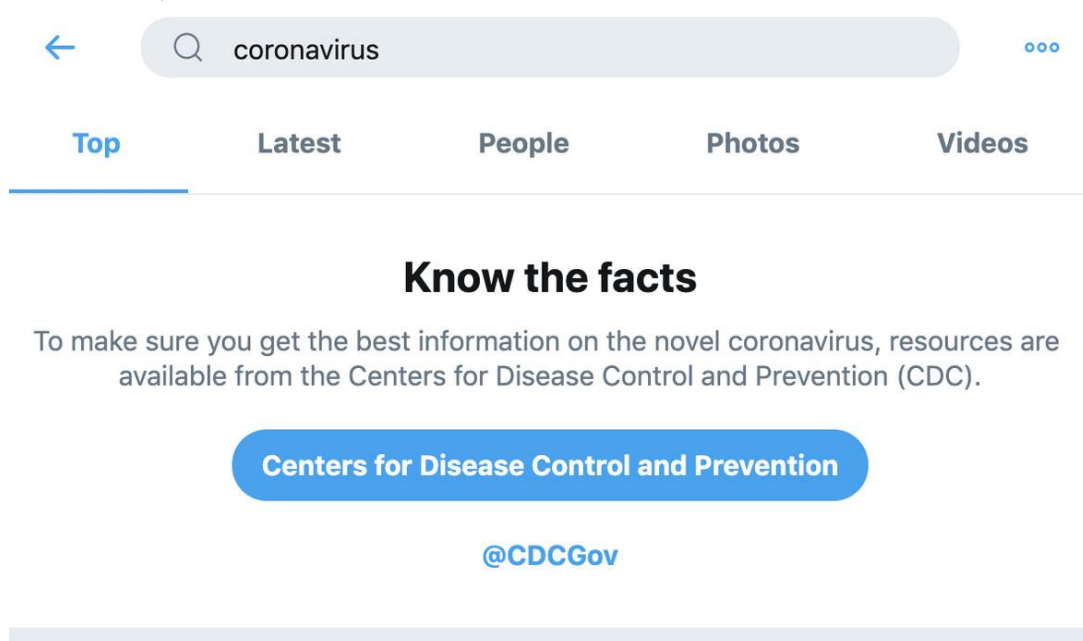 coronavirus
Top Latest People Photos Videos
Know the facts
To make sure you get the best information on the novel coronavirus, resources are
available from the Centers for Disease Control and Prevention (CDC).
Centers for Disease Control and Prevention
@CDCGov